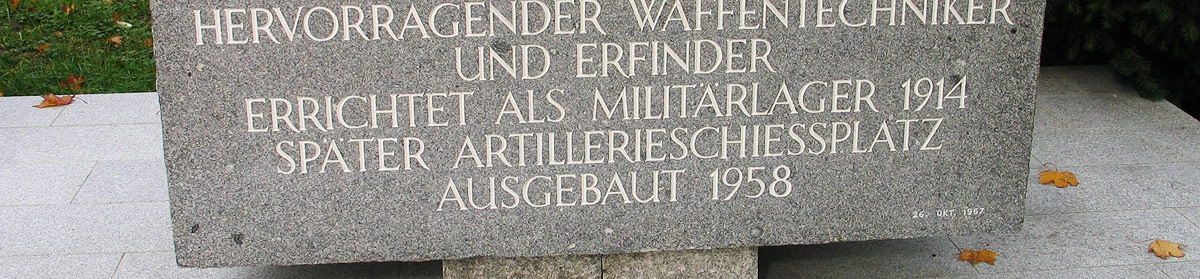 HERVORRAGENDER WAFFENTECHNIKER
UND ERFINDER
ERRICHTET ALS MILITÄRLAGER 1914
SPÄTER ARTILLERIESCHIESSPLATZ
AUSGEBAUT 1958
26. OKT. 1967